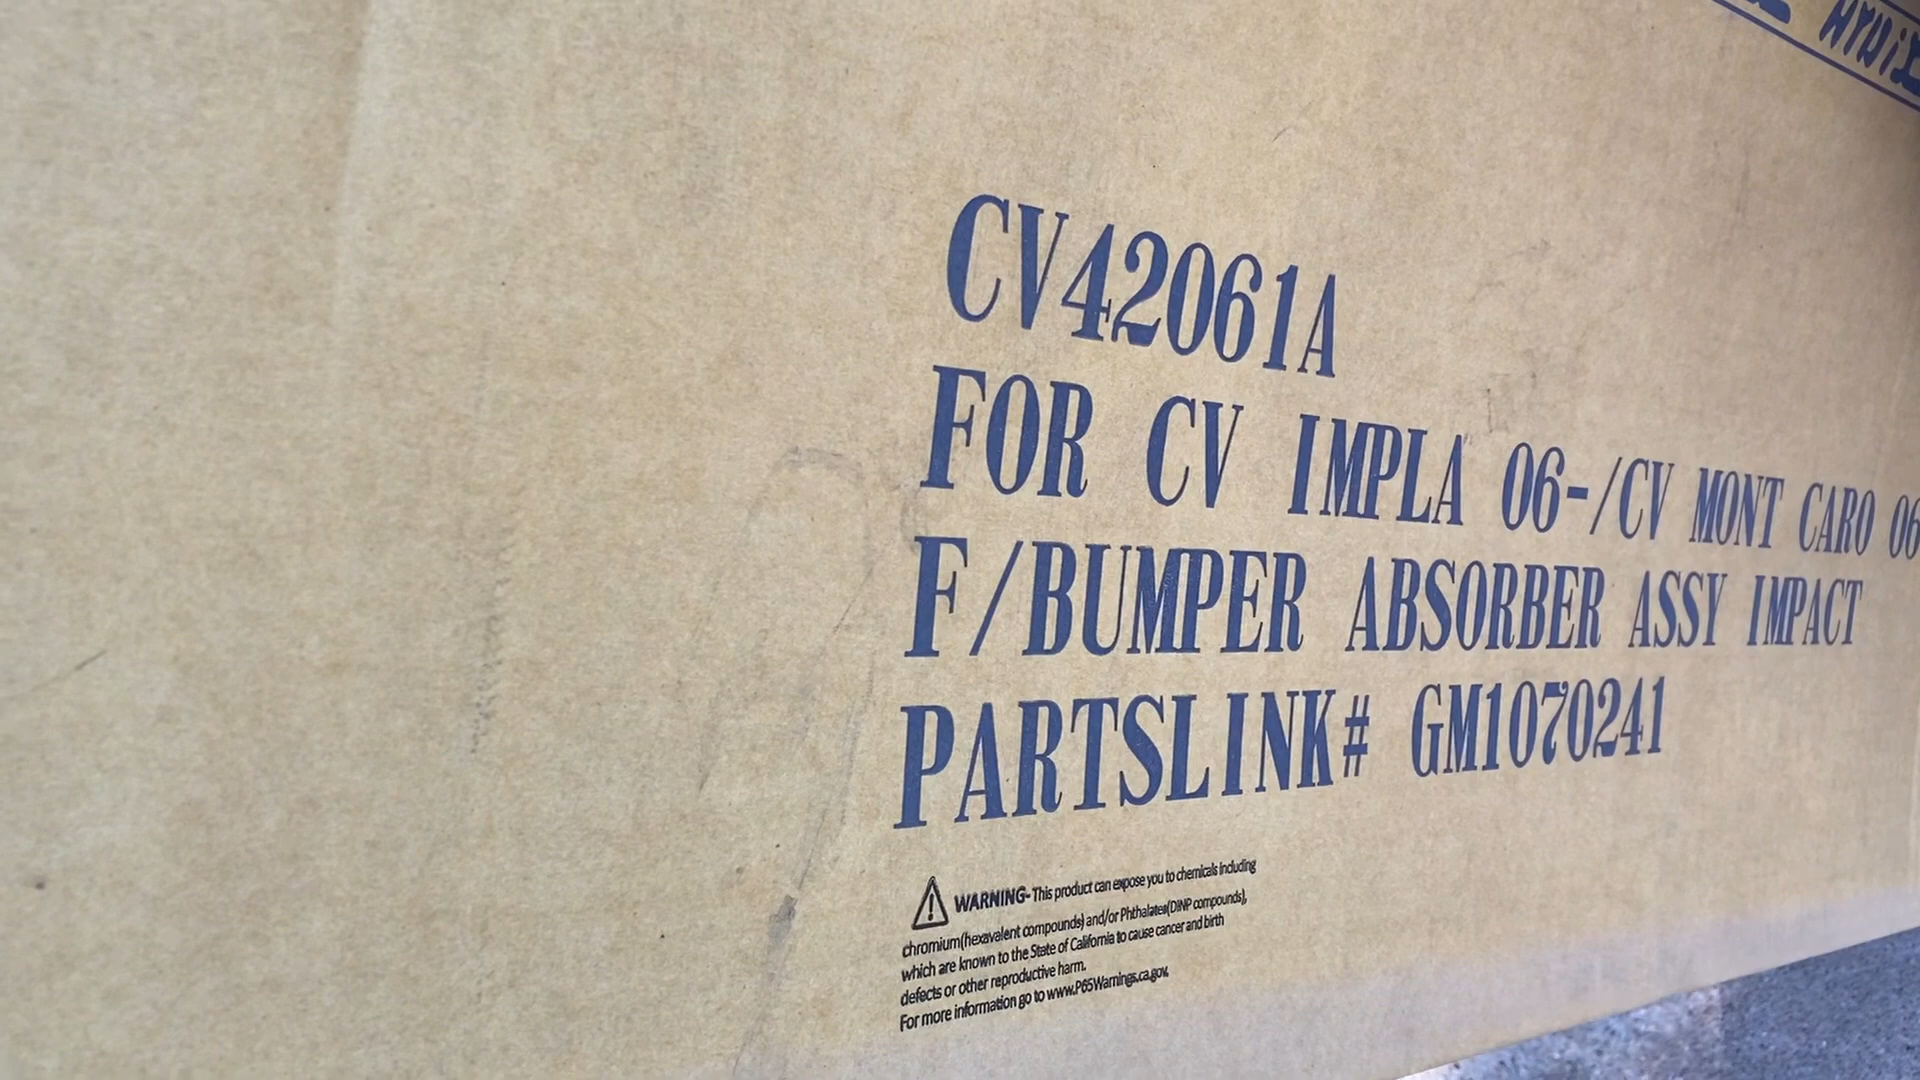 CV42061A
FOR CV IMPLA 06-/CV MONT CARO 06
F/BUMPER ABSORBER ASSY IMPACT
PARTSLINK# GM1070241
WARNING- This product can expose you to chemicals including
chromium(hexavalent compounds) and/or Phthalates(DINP compounds),
which are known to the State of California to cause cancer and birth
defects or other reproductive harm.
For more information go to www.P65Warnings.ca.gov.